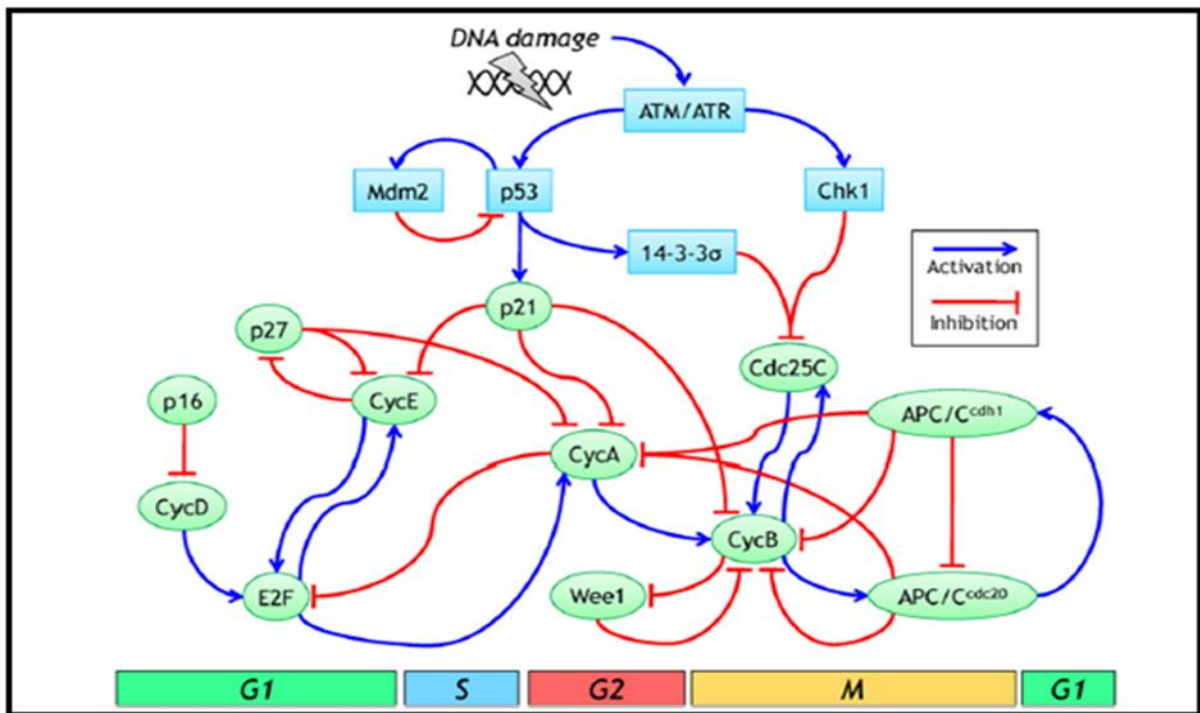 DNA damage
ATM/ATR
Mdm2
p53
Chk1
14-3-3σ
Activation
Inhibition
p21
p27
Cdc25C
p16
CycE
APC/Ccdh1
CycA
CycD
CycB
E2F
Wee1
APC/Ccdc20
G1 S G2 M G1